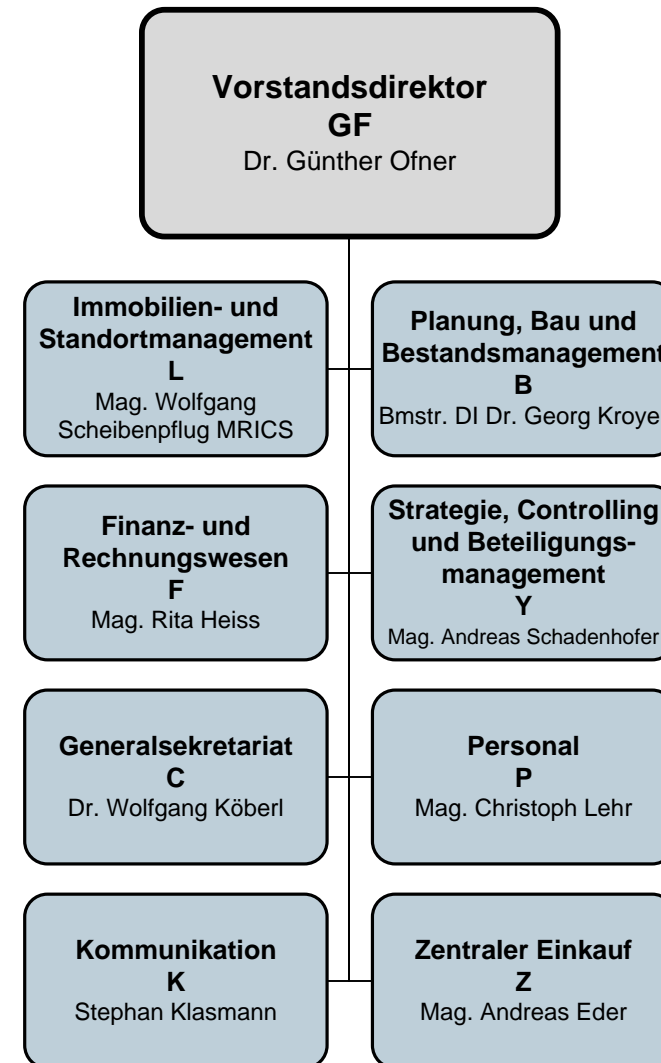 Vorstandsdirektor
GF
Dr. Günther Ofner
Immobilien- und
Standortmanagement
L
Mag. Wolfgang
Scheibenpflug MRICS
Planung, Bau und
Bestandsmanagement
B
Bmstr. DI Dr. Georg Kroye
Finanz- und
Rechnungswesen
F
Mag. Rita Heiss
Strategie, Controlling
und Beteiligungs-
management
Y
Mag. Andreas Schadenhofer
Generalsekretariat
C
Dr. Wolfgang Köberl
Personal
P
Mag. Christoph Lehr
Kommunikation
K
Stephan Klasmann
Zentraler Einkauf
Z
Mag. Andreas Eder